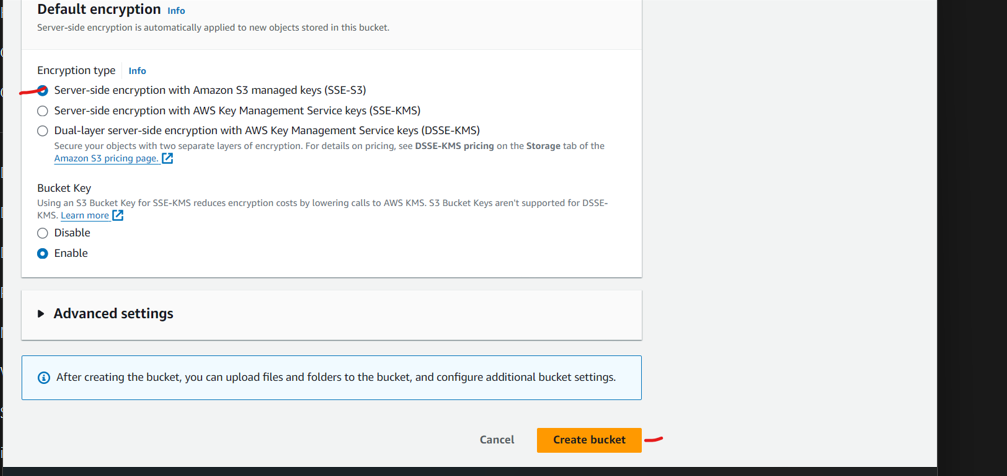 Default encryption Info
Server-side encryption is automatically applied to new objects stored in this bucket.
Encryption type Info
Server-side encryption with Amazon S3 managed keys (SSE-S3)
Server-side encryption with AWS Key Management Service keys (SSE-KMS)
Dual-layer server-side encryption with AWS Key Management Service keys (DSSE-KMS)
Secure your objects with two separate layers of encryption. For details on pricing, see DSSE-KMS pricing on the Storage tab of the
Amazon S3 pricing page.
Bucket Key
Using an S3 Bucket Key for SSE-KMS reduces encryption costs by lowering calls to AWS KMS. S3 Bucket Keys aren't supported for DSSE-
KMS. Learn more
Disable
Enable
Advanced settings
After creating the bucket, you can upload files and folders to the bucket, and configure additional bucket settings.
Cancel Create bucket